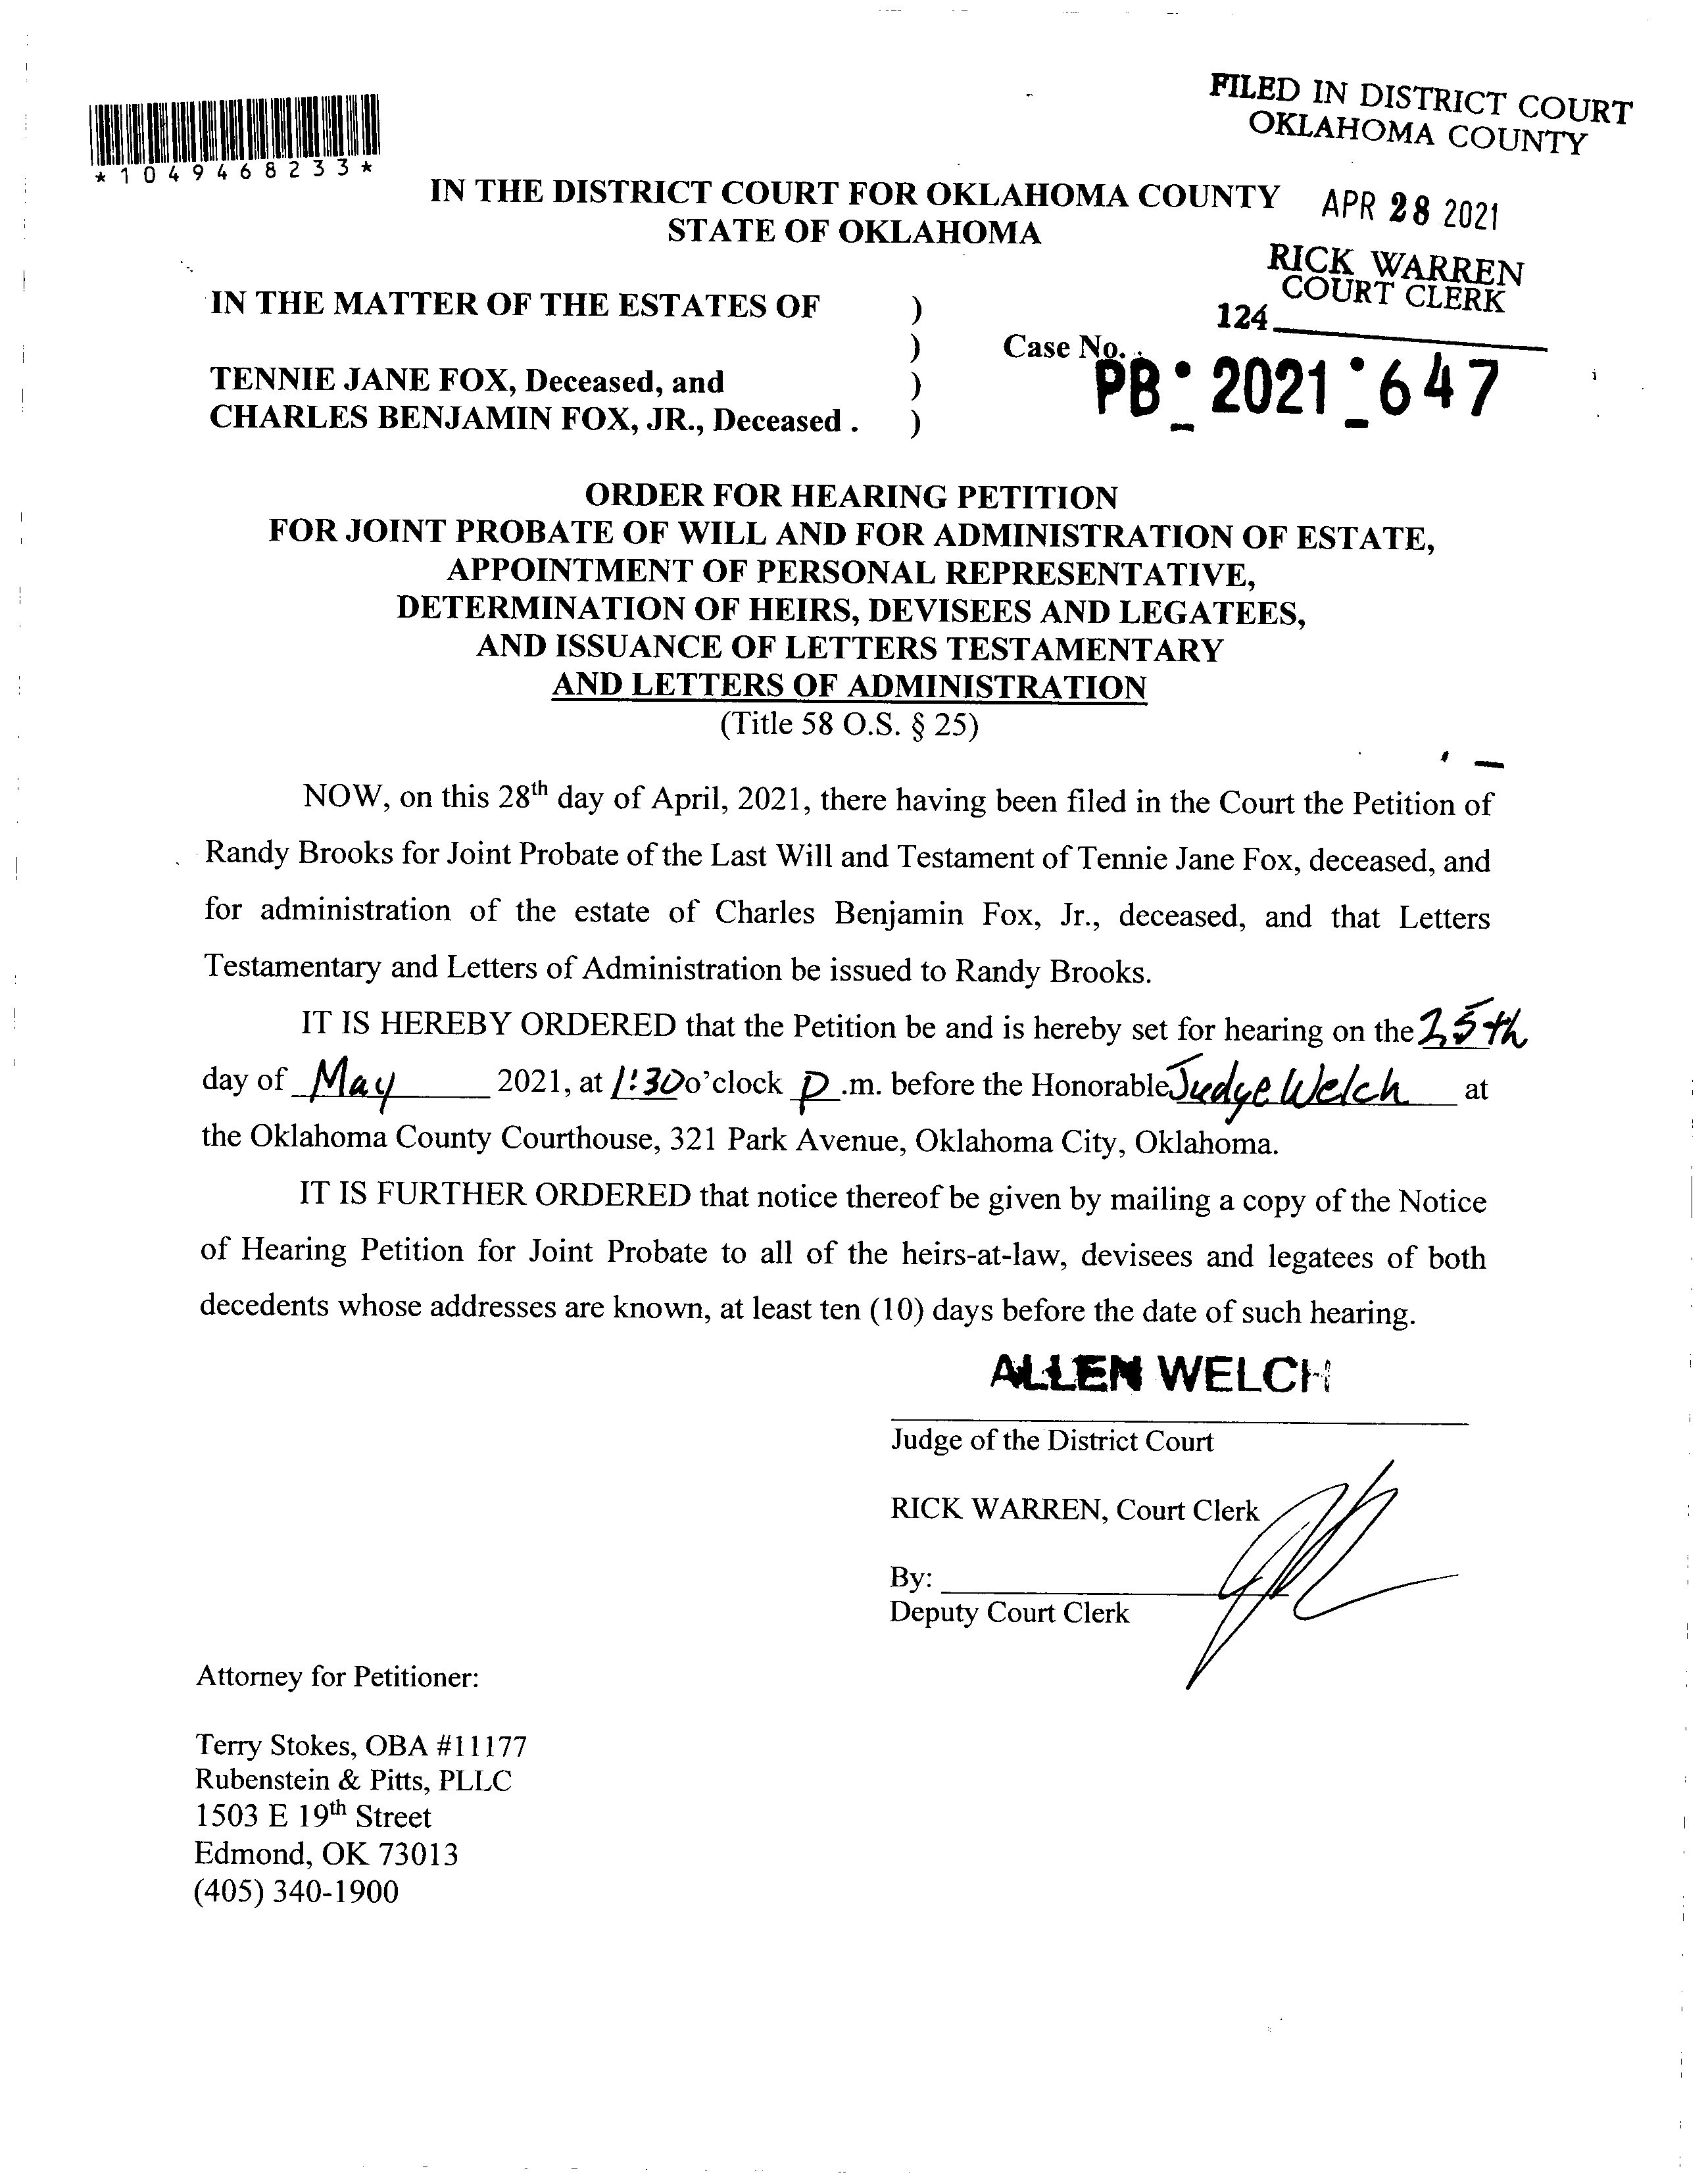 FILED IN DISTRICT COURT
OKLAHOMA COUNTY
*1049468233*
IN THE DISTRICT COURT FOR OKLAHOMA COUNTY
STATE OF OKLAHOMA
APR 28 2021
RICK WARREN
COURT CLERK
124
IN THE MATTER OF THE ESTATES OF )
)
TENNIE JANE FOX, Deceased, and )
CHARLES BENJAMIN FOX, JR., Deceased . )
Case No.
PB-2021-647
ORDER FOR HEARING PETITION
FOR JOINT PROBATE OF WILL AND FOR ADMINISTRATION OF ESTATE,
APPOINTMENT OF PERSONAL REPRESENTATIVE,
DETERMINATION OF HEIRS, DEVISEES AND LEGATEES,
AND ISSUANCE OF LETTERS TESTAMENTARY
AND LETTERS OF ADMINISTRATION
(Title 58 O.S. § 25)
NOW, on this 28th day of April, 2021, there having been filed in the Court the Petition of
Randy Brooks for Joint Probate of the Last Will and Testament of Tennie Jane Fox, deceased, and
for administration of the estate of Charles Benjamin Fox, Jr., deceased, and that Letters
Testamentary and Letters of Administration be issued to Randy Brooks.
IT IS HEREBY ORDERED that the Petition be and is hereby set for hearing on the 25th
day of May 2021, at 1:30 o'clock p.m. before the Honorable Judge Welch at
the Oklahoma County Courthouse, 321 Park Avenue, Oklahoma City, Oklahoma.
IT IS FURTHER ORDERED that notice thereof be given by mailing a copy of the Notice
of Hearing Petition for Joint Probate to all of the heirs-at-law, devisees and legatees of both
decedents whose addresses are known, at least ten (10) days before the date of such hearing.
ALLEN WELCH
Judge of the District Court
RICK WARREN, Court Clerk
By:
Deputy Court Clerk
Attorney for Petitioner:
Terry Stokes, OBA #11177
Rubenstein & Pitts, PLLC
1503 E 19th Street
Edmond, OK 73013
(405) 340-1900